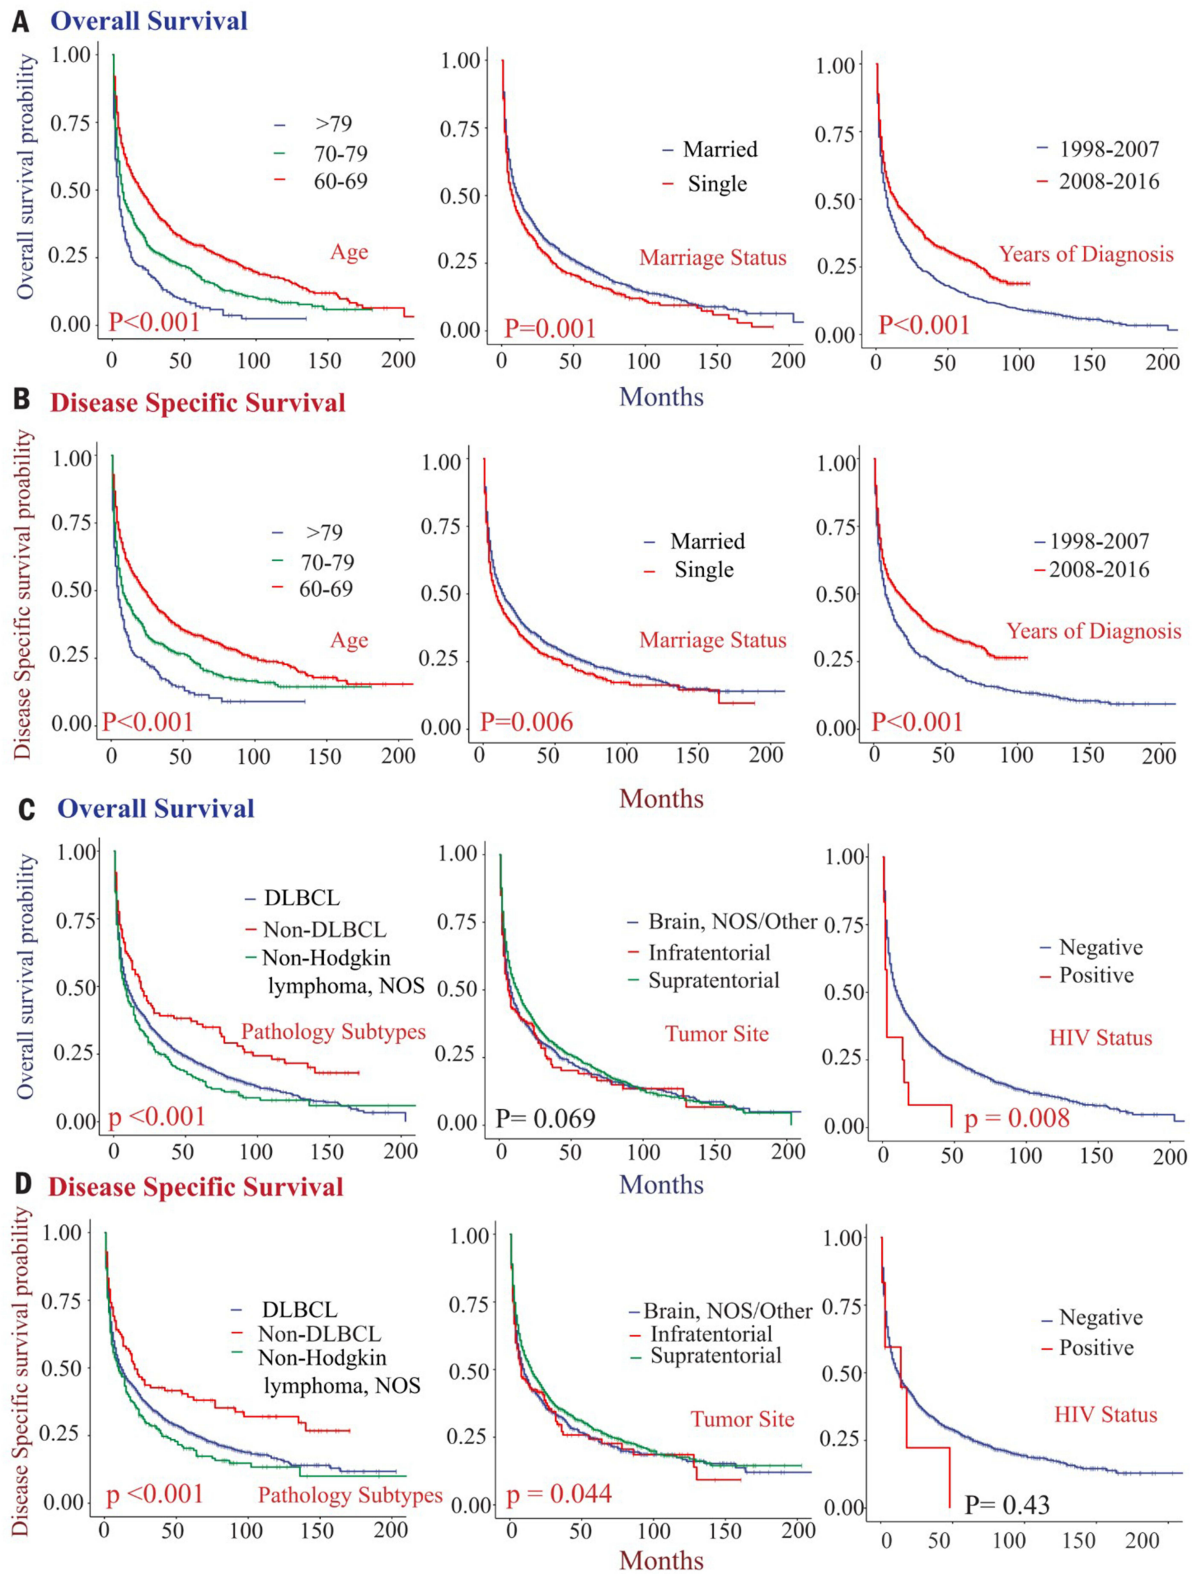 A Overall Survival
Overall survival proability
1.00
0.75
0.50
0.25
0.00
>79
70-79
60-69
Age
P<0.001
0 50 100 150 200
1.00
0.75
0.50
0.25
0.00
Married
Single
Marriage Status
P=0.001
0 50 100 150 200
1.00
0.75
0.50
0.25
0.00
1998-2007
2008-2016
Years of Diagnosis
P<0.001
0 50 100 150 200
Months
B Disease Specific Survival
Disease Specific survival proability
1.00
0.75
0.50
0.25
0.00
>79
70-79
60-69
Age
P<0.001
0 50 100 150 200
1.00
0.75
0.50
0.25
0.00
Married
Single
Marriage Status
P=0.006
0 50 100 150 200
1.00
0.75
0.50
0.25
0.00
1998-2007
2008-2016
Years of Diagnosis
P<0.001
0 50 100 150 200
Months
C Overall Survival
Overall survival proability
1.00
0.75
0.50
0.25
0.00
DLBCL
Non-DLBCL
Non-Hodgkin
lymphoma, NOS
Pathology Subtypes
p <0.001
0 50 100 150 200
1.00
0.75
0.50
0.25
0.00
Brain, NOS/Other
Infratentorial
Supratentorial
Tumor Site
P= 0.069
0 50 100 150 200
1.00
0.75
0.50
0.25
0.00
Negative
Positive
HIV Status
p = 0.008
0 50 100 150 200
Months
D Disease Specific Survival
Disease Specific survival proability
1.00
0.75
0.50
0.25
0.00
DLBCL
Non-DLBCL
Non-Hodgkin
lymphoma, NOS
p <0.001
Pathology Subtypes
0 50 100 150 200
1.00
0.75
0.50
0.25
0.00
Brain, NOS/Other
Infratentorial
Supratentorial
Tumor Site
p = 0.044
0 50 100 150 200
1.00
0.75
0.50
0.25
0.00
Negative
Positive
HIV Status
P= 0.43
0 50 100 150 200
Months